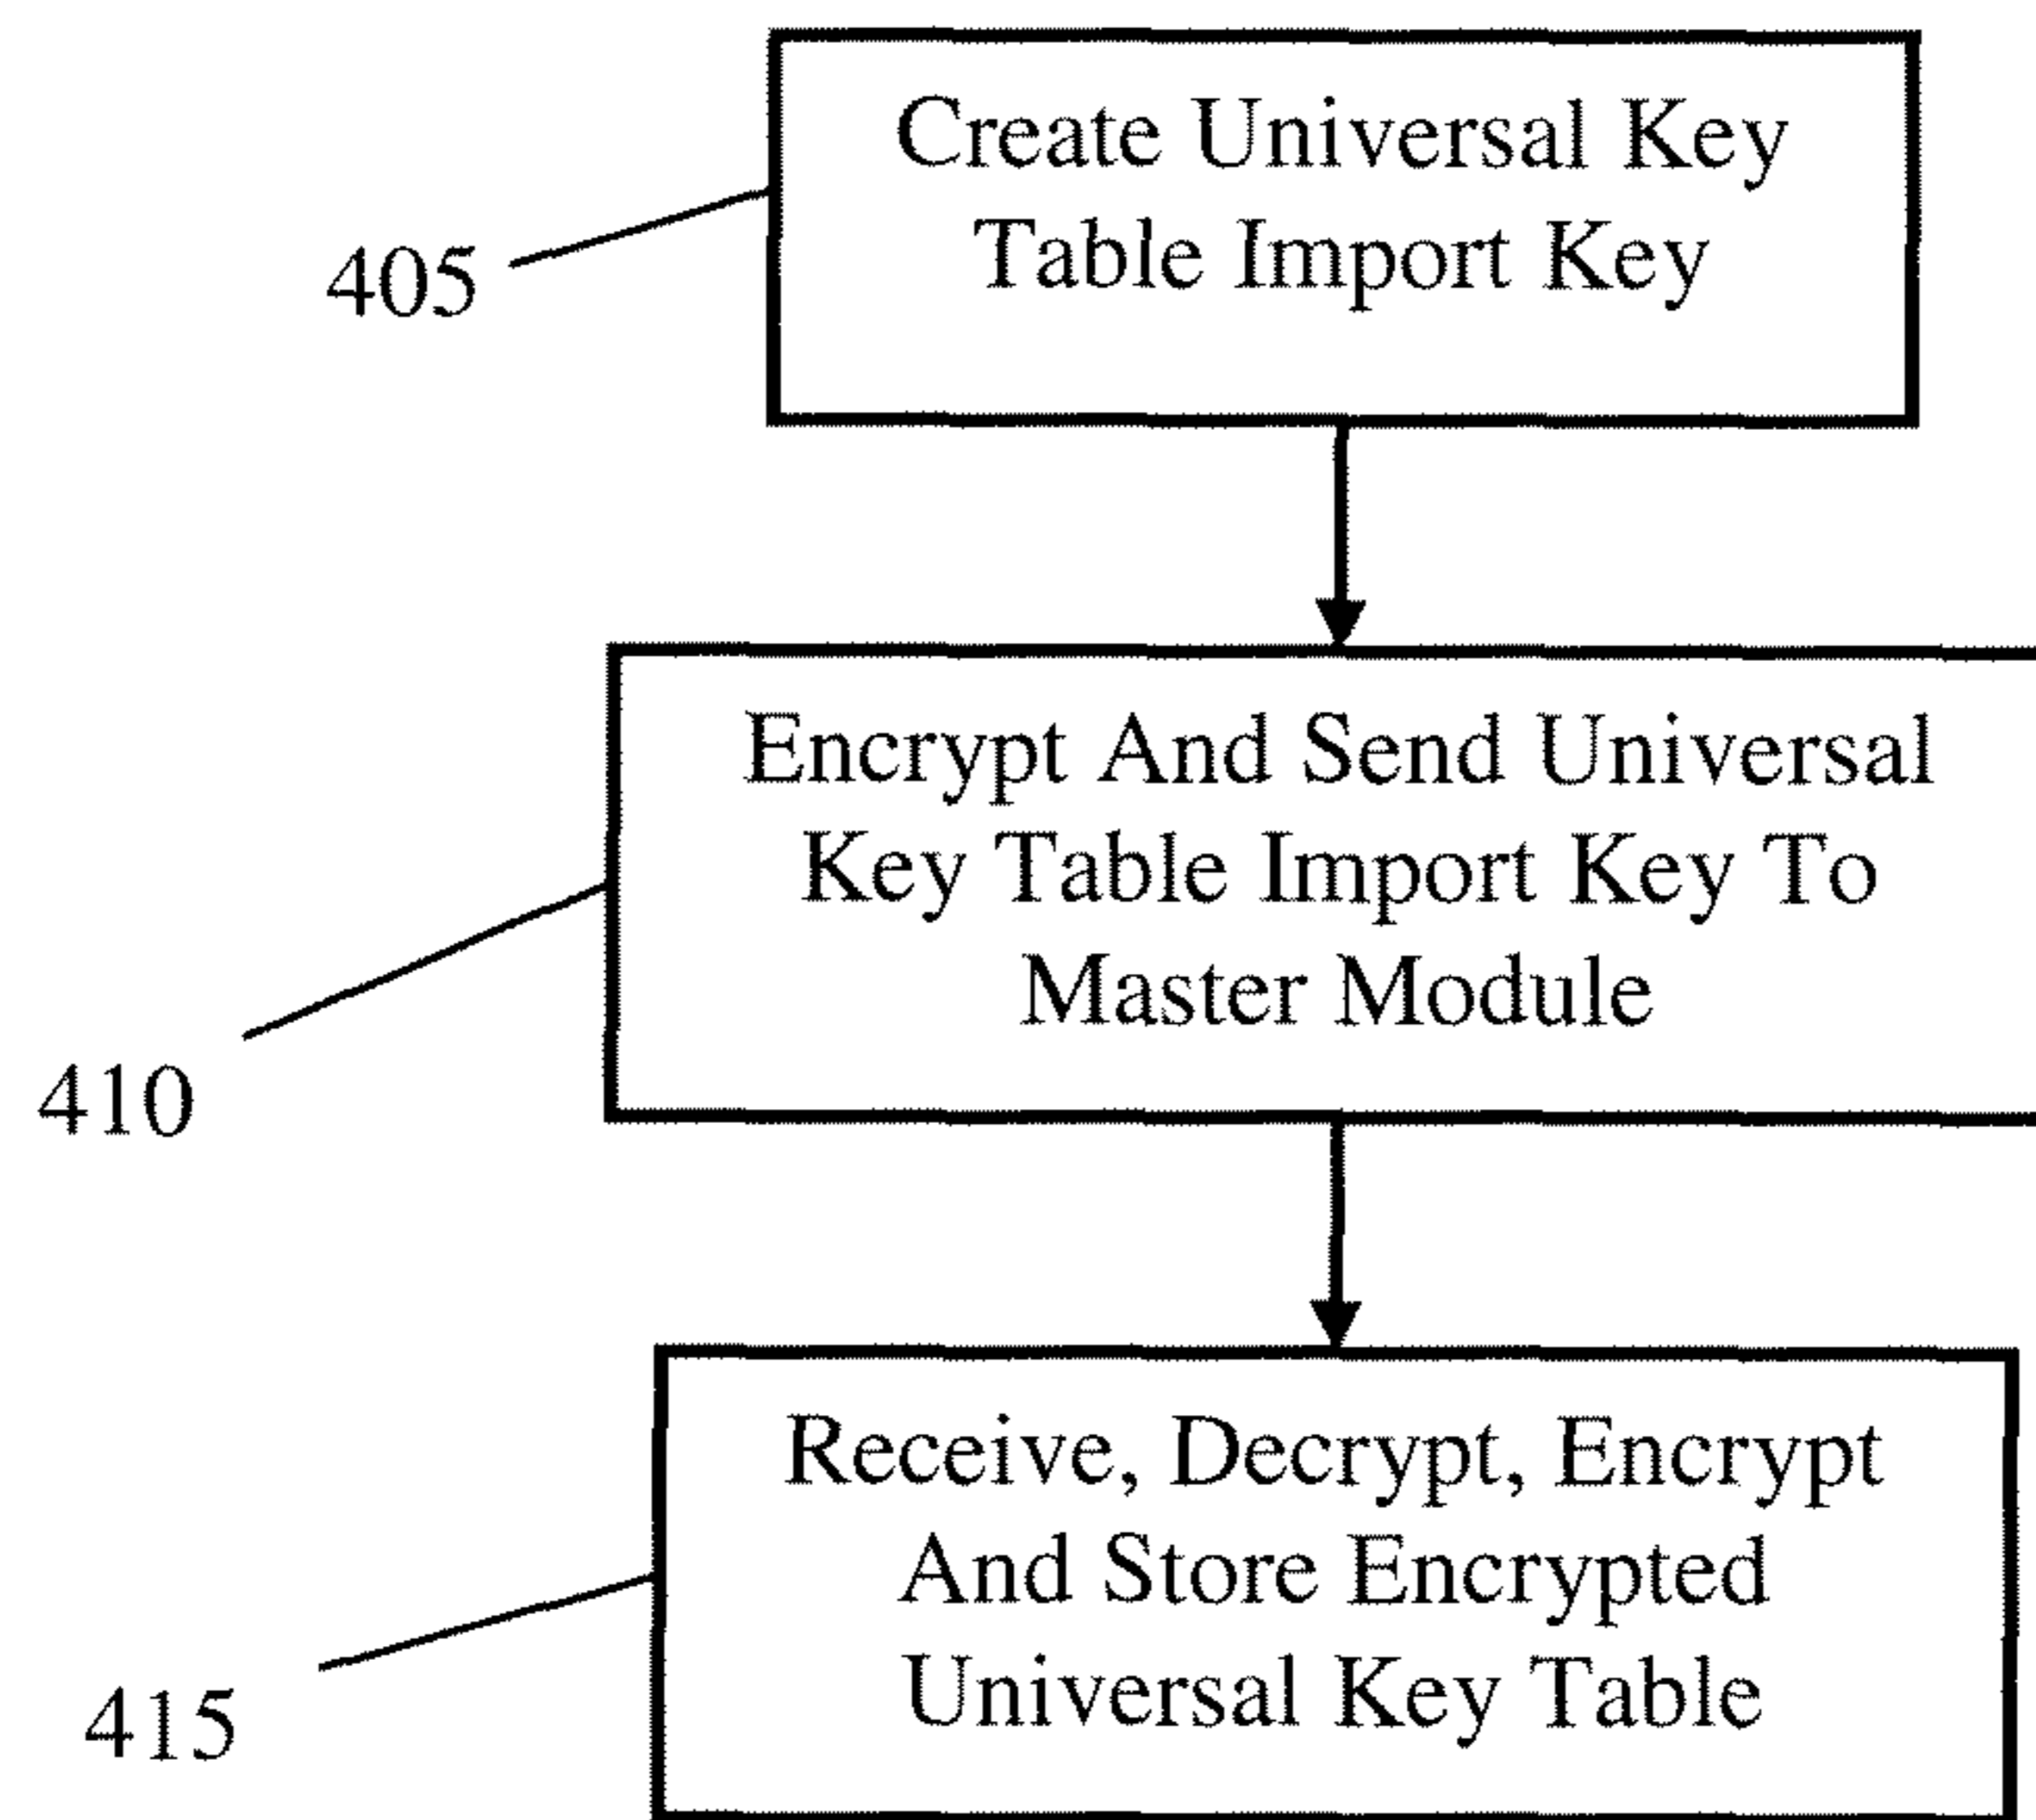 Create Universal Key
Table Import Key
405
Encrypt And Send Universal
Key Table Import Key To
Master Module
410
Receive, Decrypt, Encrypt
And Store Encrypted
Universal Key Table
415